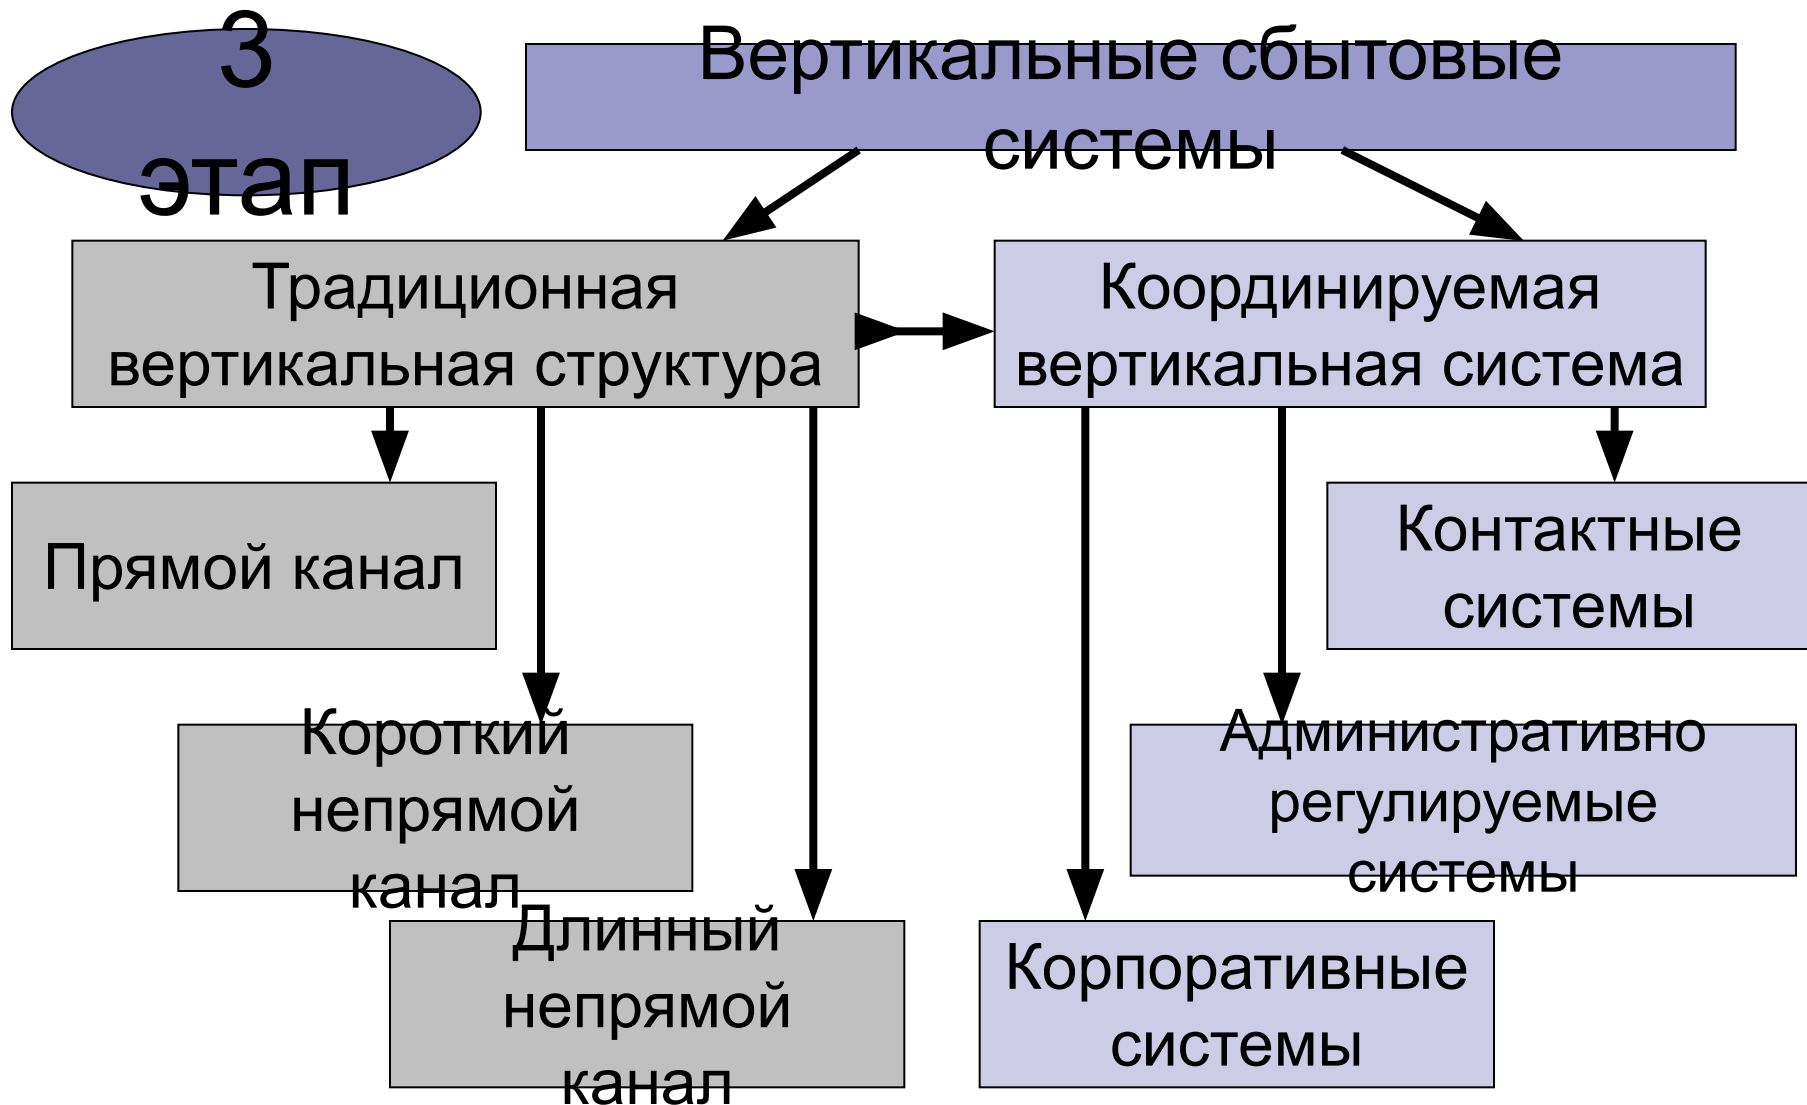 3
этап
Вертикальные сбытовые
системы
Традиционная
вертикальная структура
Координируемая
вертикальная система
Прямой канал
Контактные
системы
Короткий
непрямой
канал
Административно
регулируемые
системы
Длинный
непрямой
канал
Корпоративные
системы